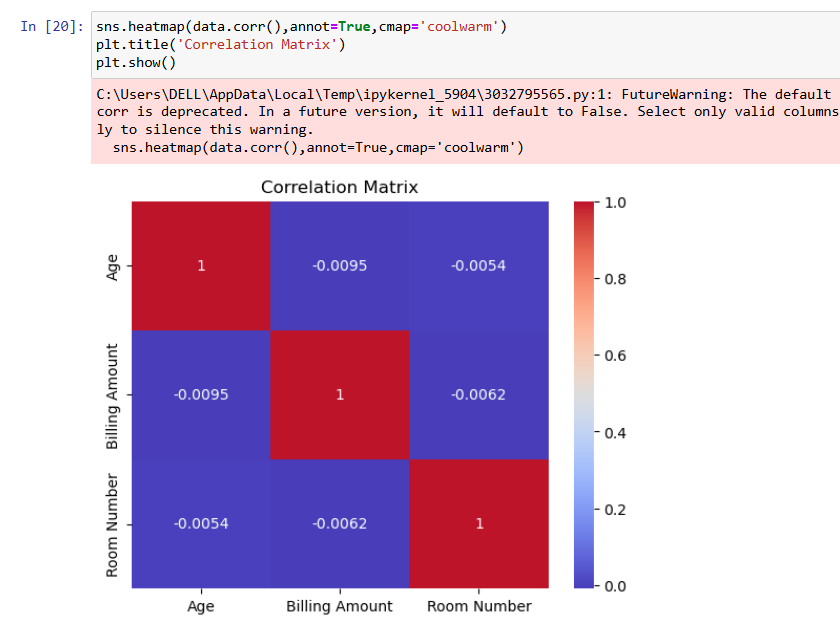 In [20]: sns.heatmap(data.corr(),annot=True,cmap='coolwarm')
plt.title('Correlation Matrix')
plt.show()
C:\Users\DELL\AppData\Local\Temp\ipykernel_5904\3032795565.py:1: FutureWarning: The default
corr is deprecated. In a future version, it will default to False. Select only valid columns
ly to silence this warning.
sns.heatmap(data.corr(),annot=True,cmap='coolwarm')
Correlation Matrix
Age
1 -0.0095 -0.0054
Billing Amount
-0.0095 1 -0.0062
Room Number
-0.0054 -0.0062 1
Age Billing Amount Room Number
1.0
0.8
0.6
0.4
0.2
0.0